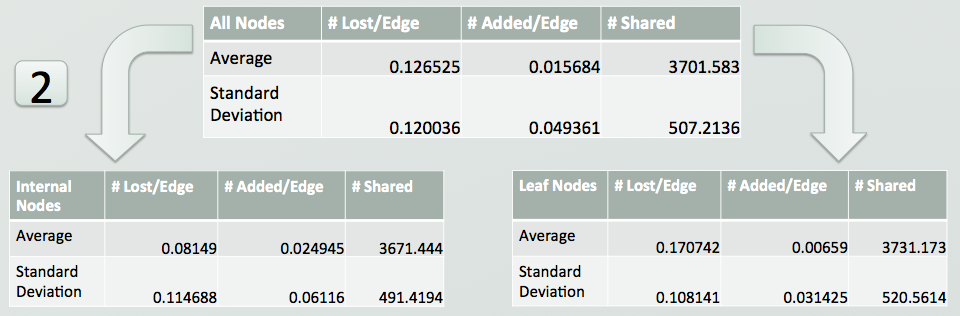 All Nodes # Lost/Edge # Added/Edge # Shared
Average 0.126525 0.015684 3701.583
Standard
Deviation 0.120036 0.049361 507.2136
2
Internal
Nodes # Lost/Edge # Added/Edge # Shared
Average 0.08149 0.024945 3671.444
Standard
Deviation 0.114688 0.06116 491.4194
Leaf Nodes # Lost/Edge # Added/Edge # Shared
Average 0.170742 0.00659 3731.173
Standard
Deviation 0.108141 0.031425 520.5614